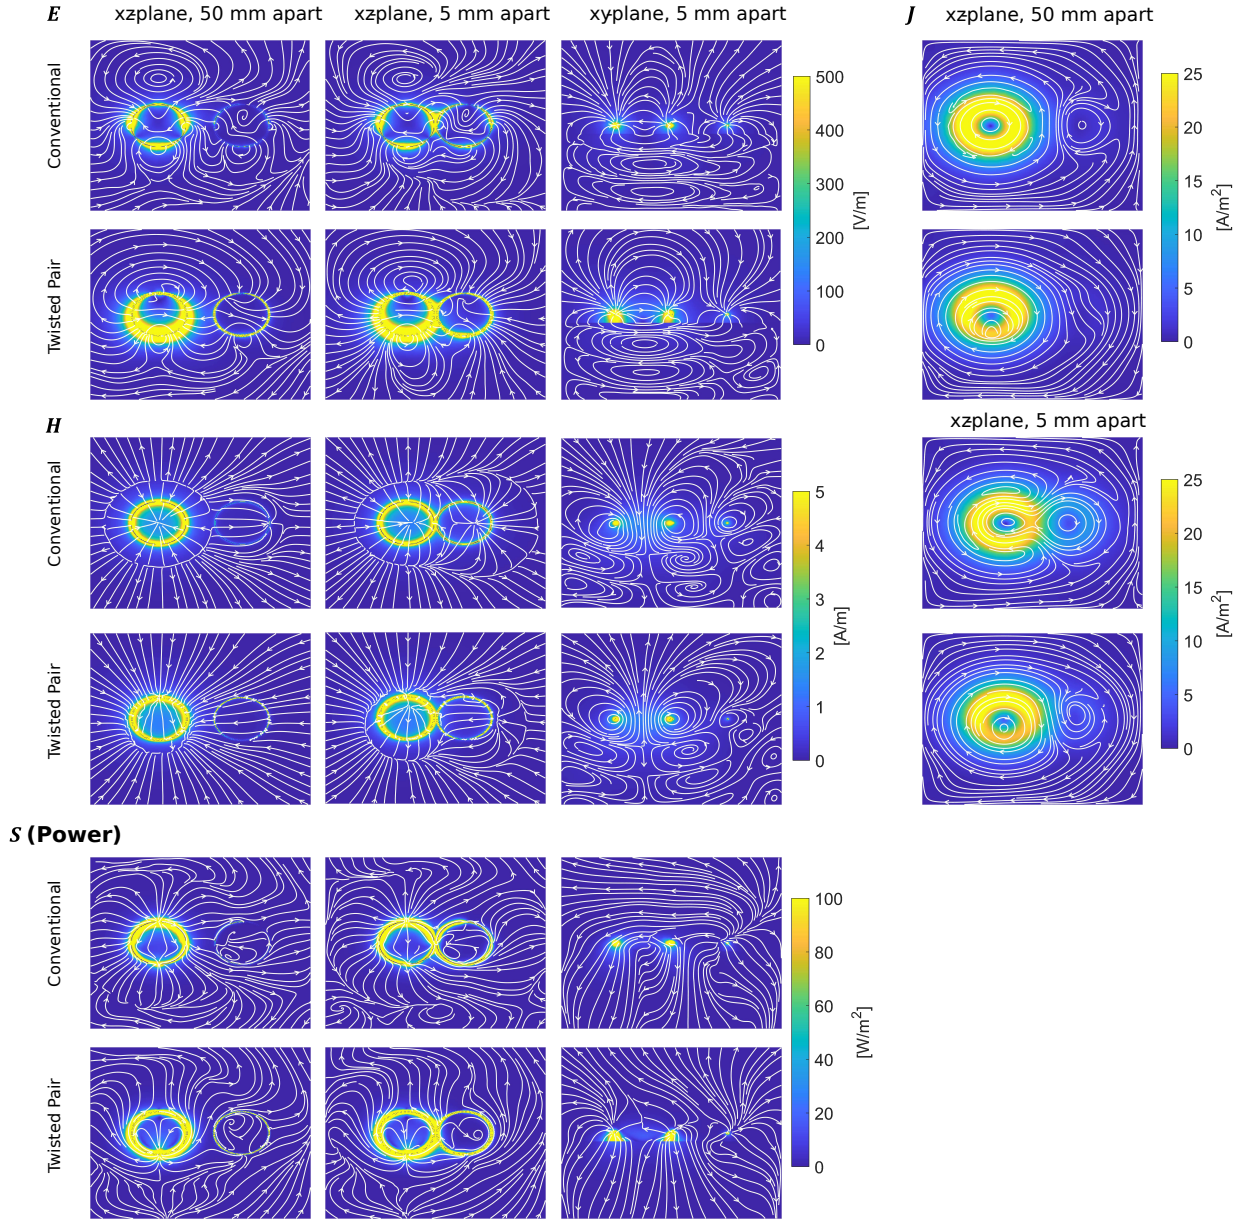 E xzplane, 50 mm apart xzplane, 5 mm apart xyplane, 5 mm apart J xzplane, 50 mm apart
Conventional
500
400
300
200
100
0
[V/m]
25
20
15
10
5
0
[A/m²]
Twisted Pair
H
xzplane, 5 mm apart
Conventional
5
4
3
2
1
0
[A/m]
25
20
15
10
5
0
[A/m²]
Twisted Pair
S (Power)
Conventional
100
80
60
40
20
0
[W/m²]
Twisted Pair